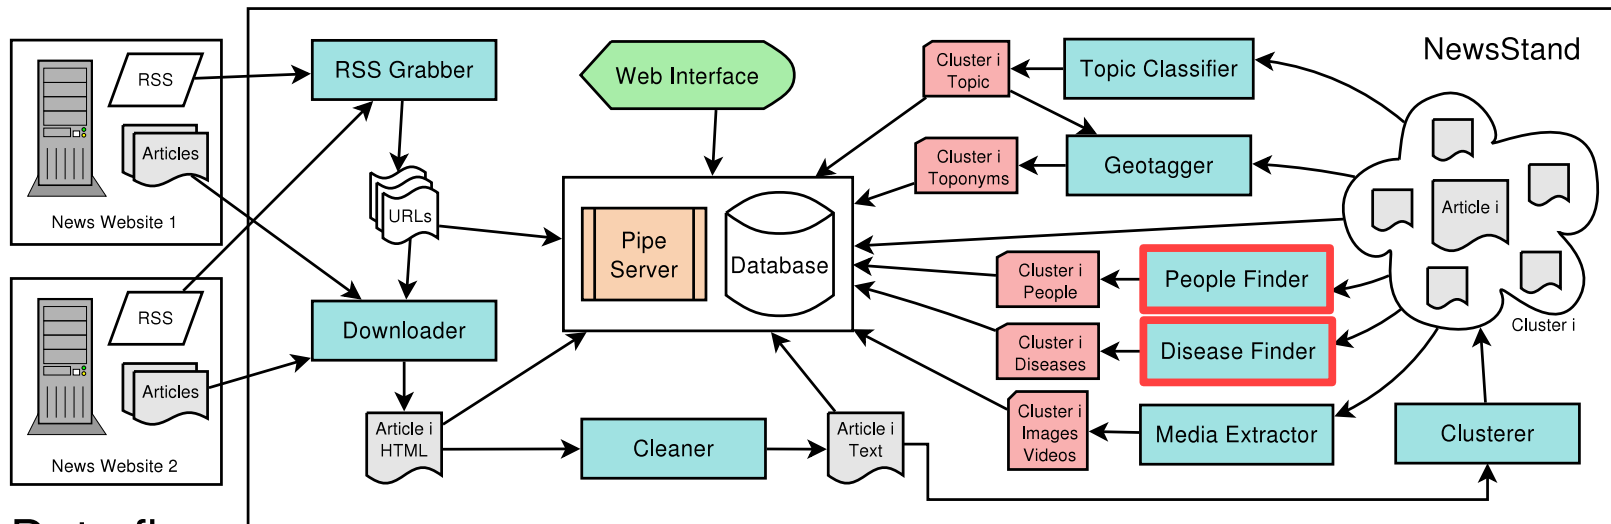 NewsStand
RSS
Articles
News Website 1
RSS
Articles
News Website 2
RSS Grabber
URLs
Downloader
Article i
HTML
Web Interface
Pipe
Server
Database
Cleaner
Article i
Text
Cluster i
Topic
Topic Classifier
Cluster i
Toponyms
Geotagger
Cluster i
People
People Finder
Cluster i
Diseases
Disease Finder
Cluster i
Images
Videos
Media Extractor
Article i
Cluster i
Clusterer